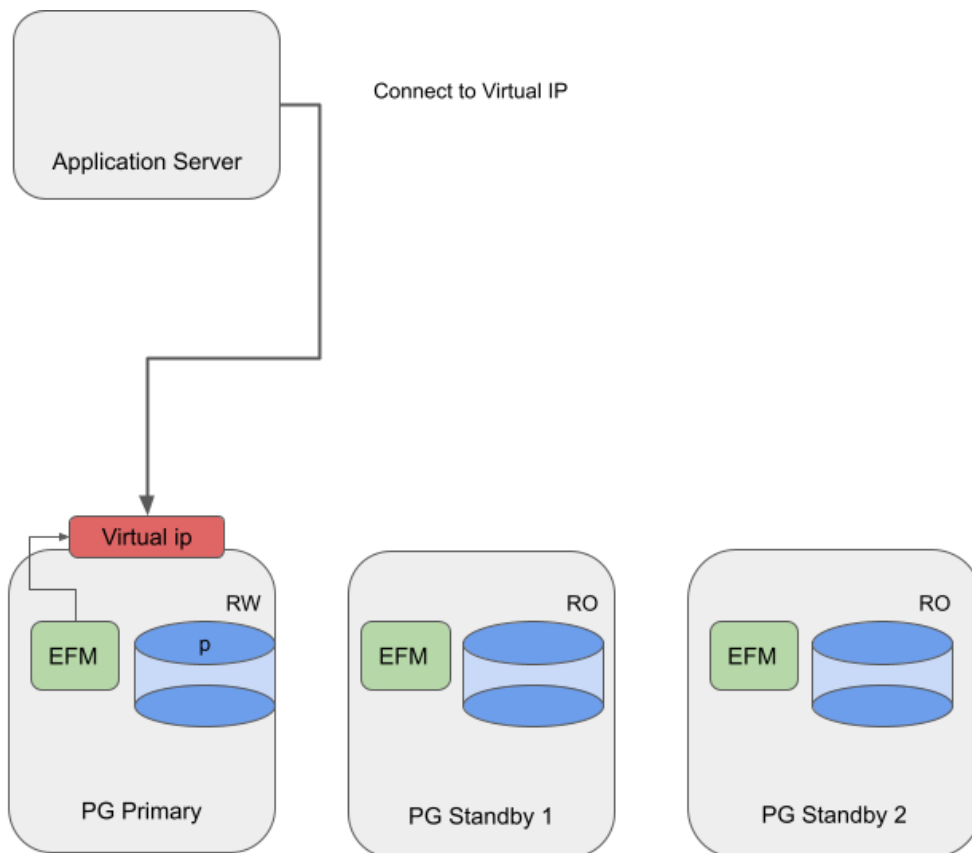 Connect to Virtual IP
Application Server
Virtual ip
RW
RO
RO
EFM
p
EFM
EFM
PG Primary
PG Standby 1
PG Standby 2